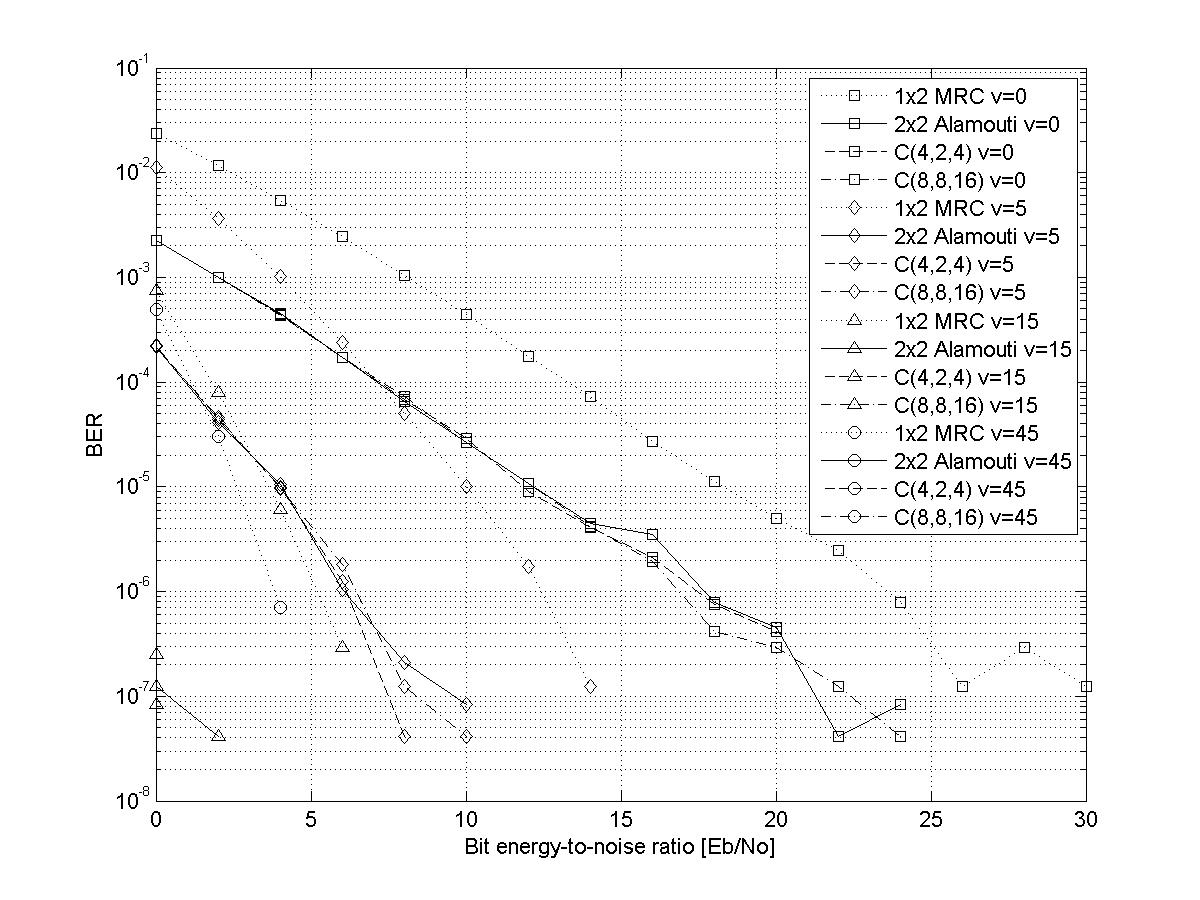 10^-1
10^-2
10^-3
10^-4
10^-5
10^-6
10^-7
10^-8
BER
0 5 10 15 20 25 30
Bit energy-to-noise ratio [Eb/No]
1x2 MRC v=0
2x2 Alamouti v=0
C(4,2,4) v=0
C(8,8,16) v=0
1x2 MRC v=5
2x2 Alamouti v=5
C(4,2,4) v=5
C(8,8,16) v=5
1x2 MRC v=15
2x2 Alamouti v=15
C(4,2,4) v=15
C(8,8,16) v=15
1x2 MRC v=45
2x2 Alamouti v=45
C(4,2,4) v=45
C(8,8,16) v=45